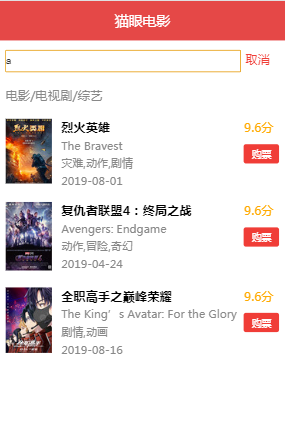 猫眼电影
a
取消
电影/电视剧/综艺
烈火英雄
9.6分
The Bravest
购票
灾难,动作,剧情
2019-08-01
复仇者联盟4：终局之战
9.6分
Avengers: Endgame
购票
动作,冒险,奇幻
2019-04-24
全职高手之巅峰荣耀
9.6分
The King’s Avatar: For the Glory
购票
剧情,动画
2019-08-16